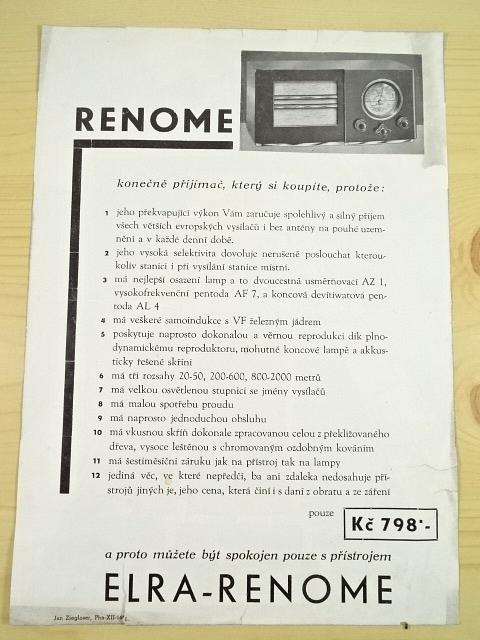 RENOME
konečně přijímač, který si koupíte, protože:
1 jeho překvapující výkon Vám zaručuje spolehlivý a silný příjem
všech větších evropských vysílačů i bez antény na pouhé uzem-
nění a v každé denní době.
2 jeho vysoká selektivita dovoluje nerušeně poslouchat kterou-
koliv stanici i při vysílání stanice místní.
3 má nejlepší osazení lamp a to dvoucestná usměrňovací AZ 1,
vysokofrekvenční pentoda AF 7, a koncová devítiwatová pen-
toda AL 4
4 má veškeré samoindukce s VF železným jádrem
5 poskytuje naprosto dokonalou a věrnou reprodukci dík plno-
dynamickému reproduktoru, mohutné koncové lampě a akkus-
ticky řešené skříni
6 má tři rozsahy 20-50, 200-600, 800-2000 metrů
7 má velkou osvětlenou stupnici se jmény vysílačů
8 má malou spotřebu proudu
9 má naprosto jednoduchou obsluhu
10 má vkusnou skříň dokonale zpracovanou celou z překližovaného
dřeva, vysoce leštěnou s chromovaným ozdobným kováním
11 má šestiměsíční záruku jak na přístroj tak na lampy
12 jediná věc, ve které nepředčí, ba ani zdaleka nedosahuje pří-
strojů jiných je, jeho cena, která činí i s daní z obratu a ze záření
pouze Kč 798·-
a proto můžete být spokojen pouze s přístrojem
ELRA-RENOME
Jan Ziegloser, Pha-XII-